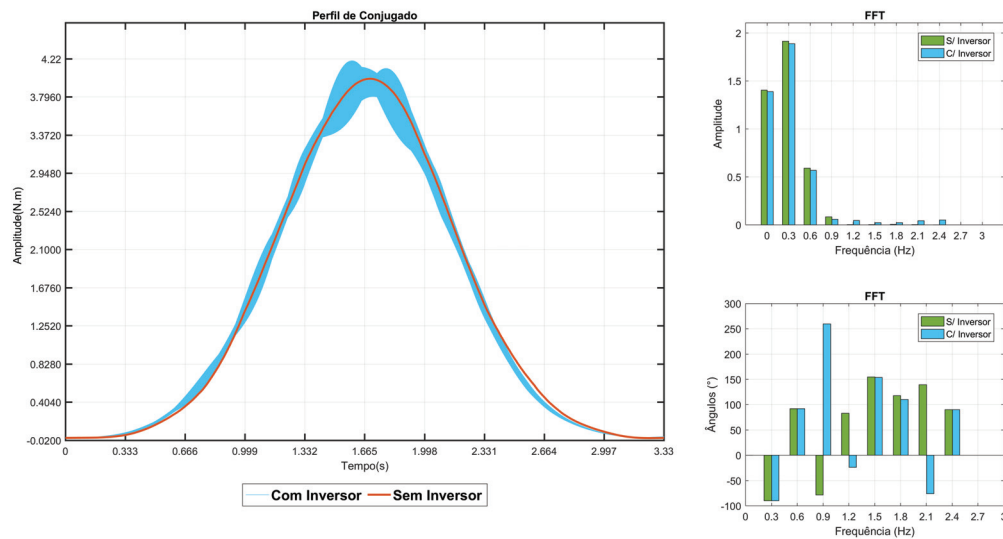 Perfil de Conjugado
4.22
3.7960
3.3720
2.9480
2.5240
2.1000
1.6760
1.2520
0.8280
0.4040
-0.0200
Amplitude(N.m)
0 0.333 0.666 0.999 1.332 1.665 1.998 2.331 2.664 2.997 3.33
Tempo(s)
Com Inversor Sem Inversor
FFT
S/ Inversor
C/ Inversor
2
1.5
1
0.5
0
Amplitude
0 0.3 0.6 0.9 1.2 1.5 1.8 2.1 2.4 2.7 3
Frequência (Hz)
FFT
S/ Inversor
C/ Inversor
300
250
200
150
100
50
0
-50
-100
Ângulos (°)
0.3 0.6 0.9 1.2 1.5 1.8 2.1 2.4 2.7 3
Frequência (Hz)